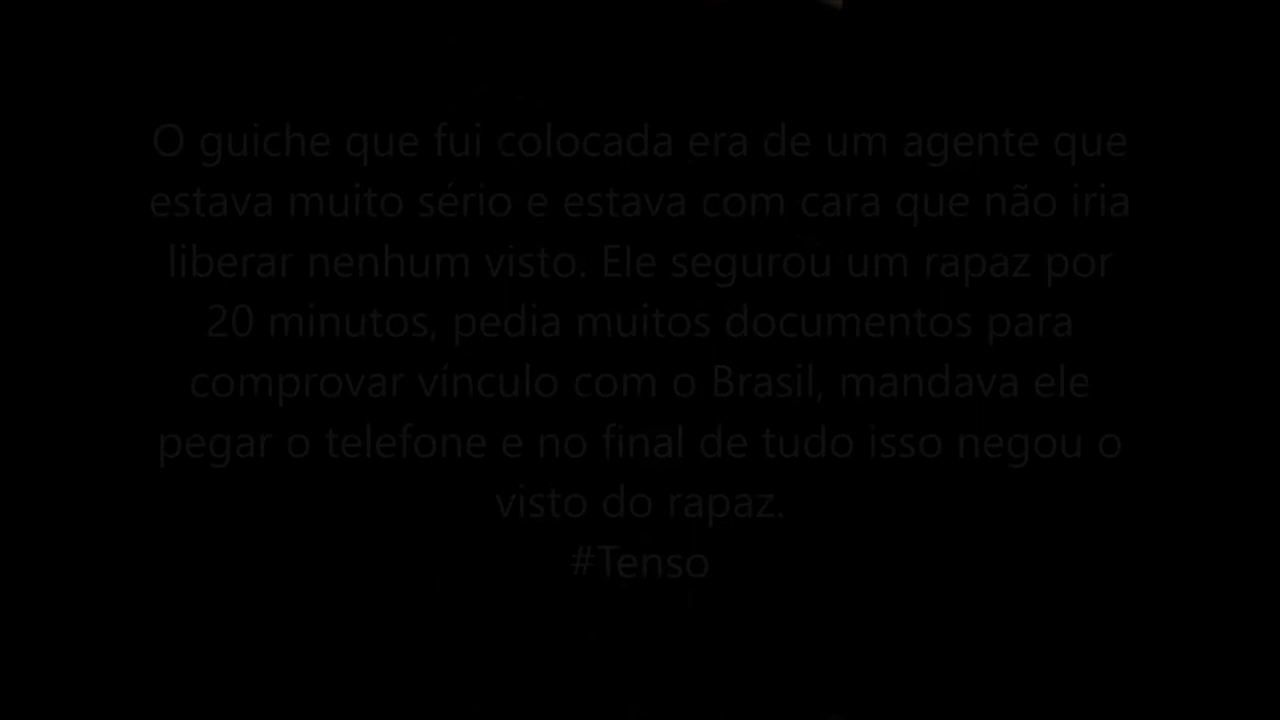 O guiche que fui colocada era de um agente que
estava muito sério e estava com cara que não iria
liberar nenhum visto. Ele segurou um rapaz por
20 minutos, pedia muitos documentos para
comprovar vínculo com o Brasil, mandava ele
pegar o telefone e no final de tudo isso negou o
visto do rapaz.
#Tenso